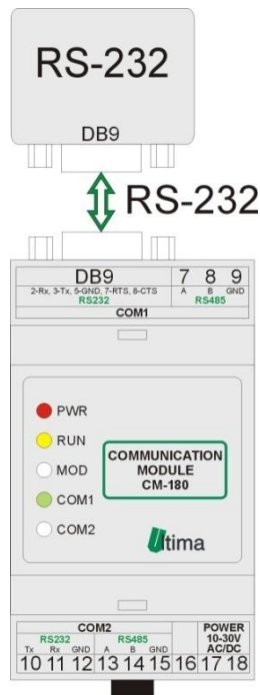 RS-232
DB9
RS-232
DB9 7 8 9
2-Rx, 3-Tx, 5-GND, 7-RTS, 8-CTS A B GND
RS232 RS485
COM1
PWR
RUN
MOD
COM1
COM2
COMMUNICATION
MODULE
CM-180
Ultima
COM2 POWER
RS232 RS485 10-30V
Tx Rx GND A B GND AC/DC
10 11 12 13 14 15 16 17 18